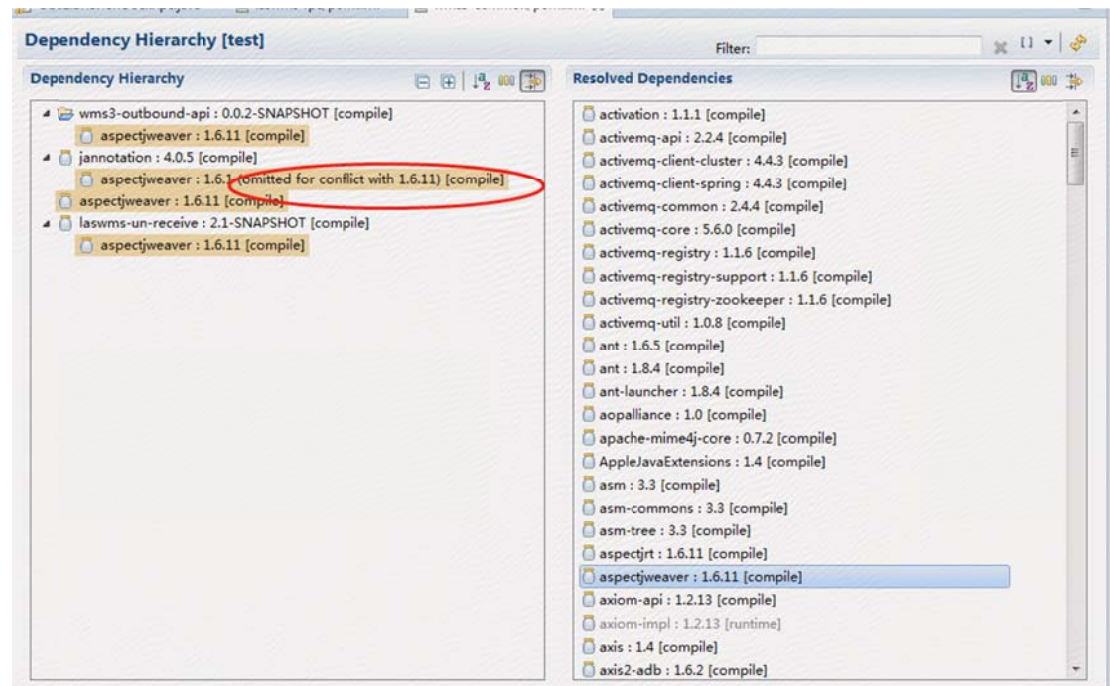 Dependency Hierarchy [test]
Filter:
Dependency Hierarchy
wms3-outbound-api : 0.0.2-SNAPSHOT [compile]
aspectjweaver : 1.6.11 [compile]
jannotation : 4.0.5 [compile]
aspectjweaver : 1.6.1 (omitted for conflict with 1.6.11) [compile]
aspectjweaver : 1.6.11 [compile]
laswms-un-receive : 2.1-SNAPSHOT [compile]
aspectjweaver : 1.6.11 [compile]
Resolved Dependencies
activation : 1.1.1 [compile]
activemq-api : 2.2.4 [compile]
activemq-client-cluster : 4.4.3 [compile]
activemq-client-spring : 4.4.3 [compile]
activemq-common : 2.4.4 [compile]
activemq-core : 5.6.0 [compile]
activemq-registry : 1.1.6 [compile]
activemq-registry-support : 1.1.6 [compile]
activemq-registry-zookeeper : 1.1.6 [compile]
activemq-util : 1.0.8 [compile]
ant : 1.6.5 [compile]
ant : 1.8.4 [compile]
ant-launcher : 1.8.4 [compile]
aopalliance : 1.0 [compile]
apache-mime4j-core : 0.7.2 [compile]
AppleJavaExtensions : 1.4 [compile]
asm : 3.3 [compile]
asm-commons : 3.3 [compile]
asm-tree : 3.3 [compile]
aspectjrt : 1.6.11 [compile]
aspectjweaver : 1.6.11 [compile]
axiom-api : 1.2.13 [compile]
axiom-impl : 1.2.13 [runtime]
axis : 1.4 [compile]
axis2-adb : 1.6.2 [compile]